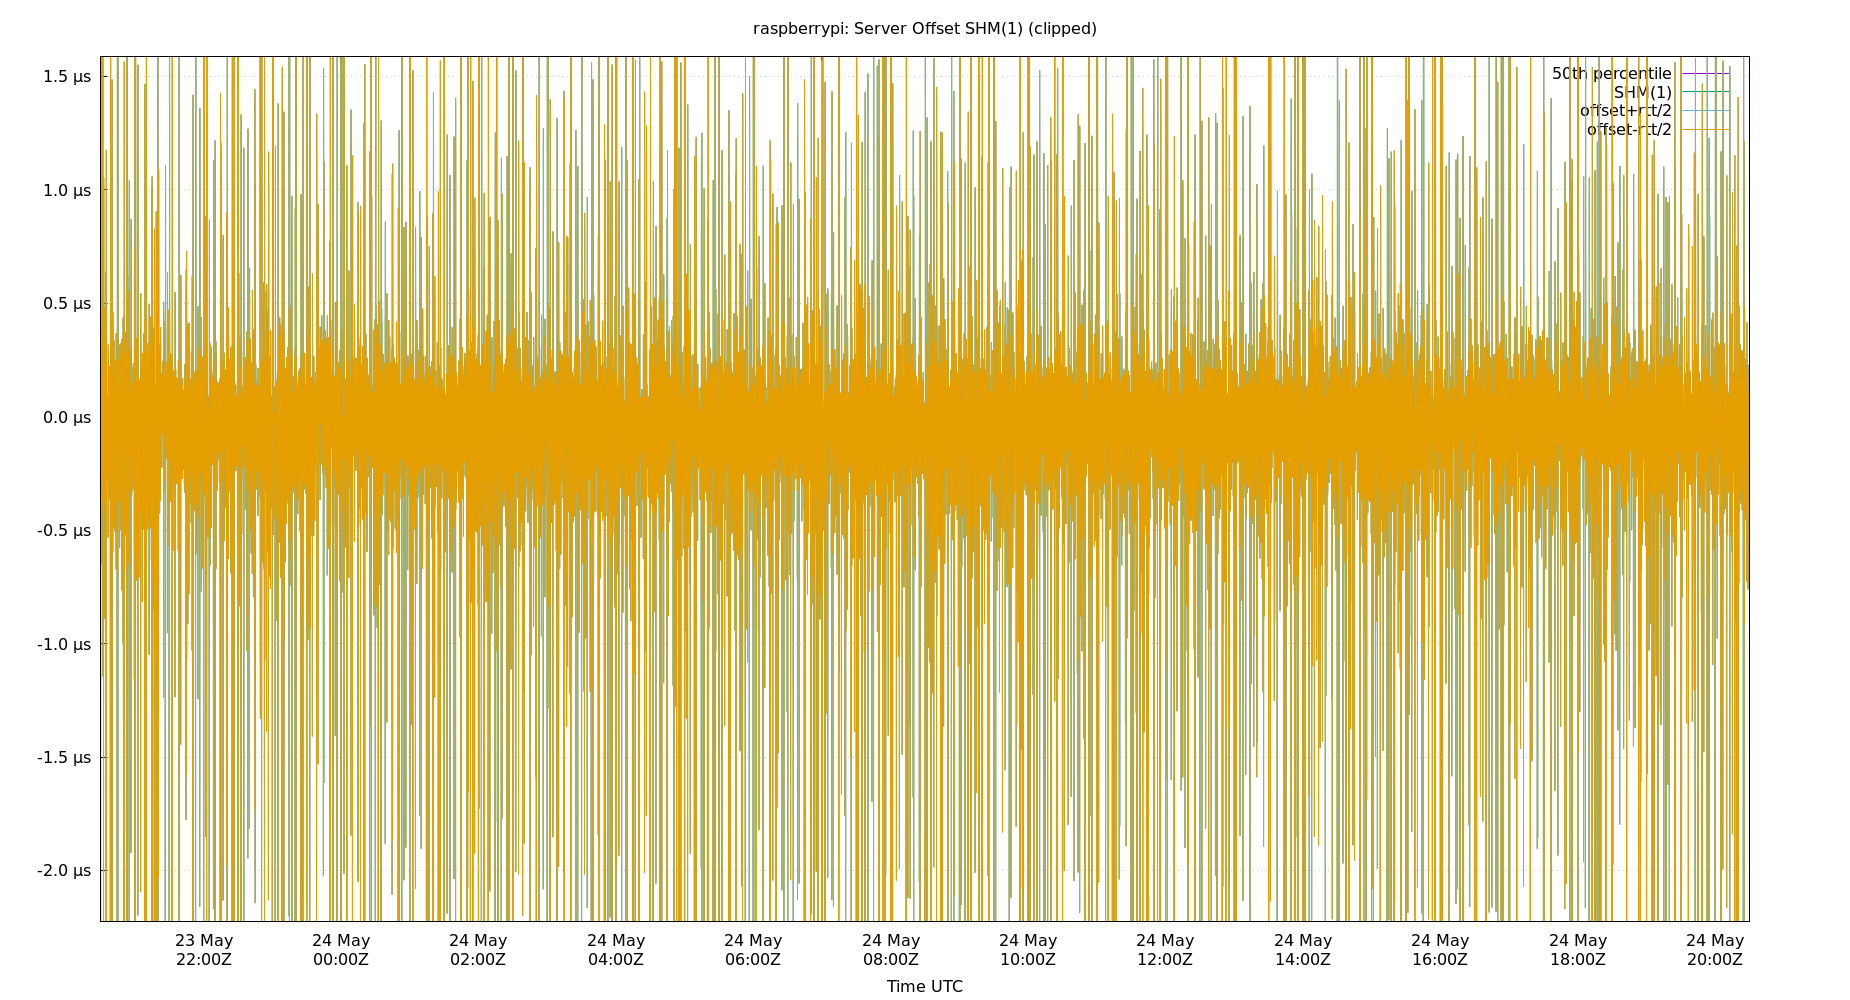 raspberrypi: Server Offset SHM(1) (clipped)
1.5 µs
1.0 µs
0.5 µs
0.0 µs
-0.5 µs
-1.0 µs
-1.5 µs
-2.0 µs
50th percentile
SHM(1)
offset+rtt/2
offset-rtt/2
23 May 24 May 24 May 24 May 24 May 24 May 24 May 24 May 24 May 24 May 24 May 24 May
22:00Z 00:00Z 02:00Z 04:00Z 06:00Z 08:00Z 10:00Z 12:00Z 14:00Z 16:00Z 18:00Z 20:00Z
Time UTC